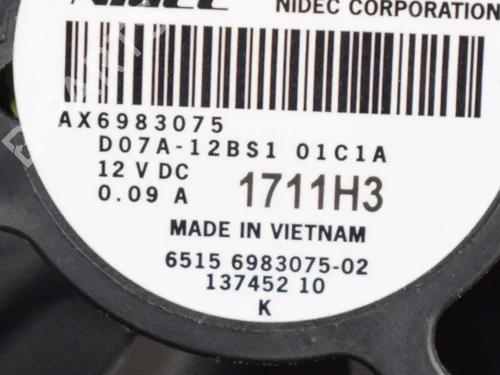 NIDEC CORPORATION
AX6983075
D07A-12BS1 01C1A
12 V DC
0.09 A
1711H3
MADE IN VIETNAM
6515 6983075-02
137452 10
K